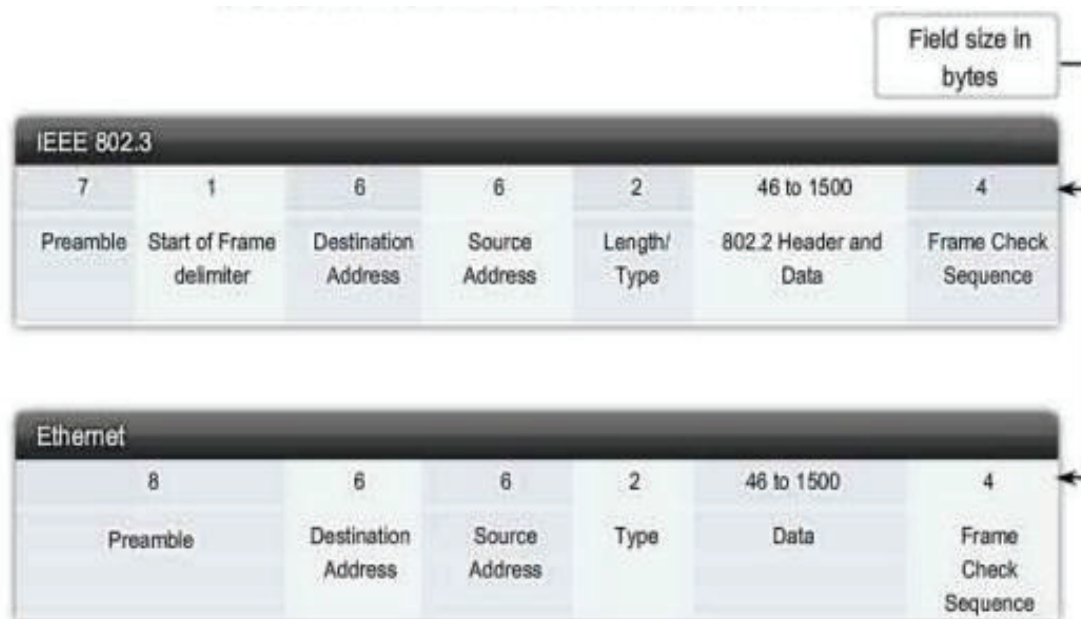 Field size in
bytes
IEEE 802.3
7 1 6 6 2 46 to 1500 4
Preamble Start of Frame Destination Source Length/ 802.2 Header and Frame Check
delimiter Address Address Type Data Sequence
Ethernet
8 6 6 2 46 to 1500 4
Preamble Destination Source Type Data Frame
Address Address Check
Sequence